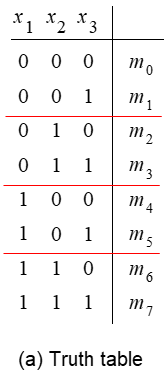 x1 x2 x3
0 0 0 m0
0 0 1 m1
0 1 0 m2
0 1 1 m3
1 0 0 m4
1 0 1 m5
1 1 0 m6
1 1 1 m7
(a) Truth table